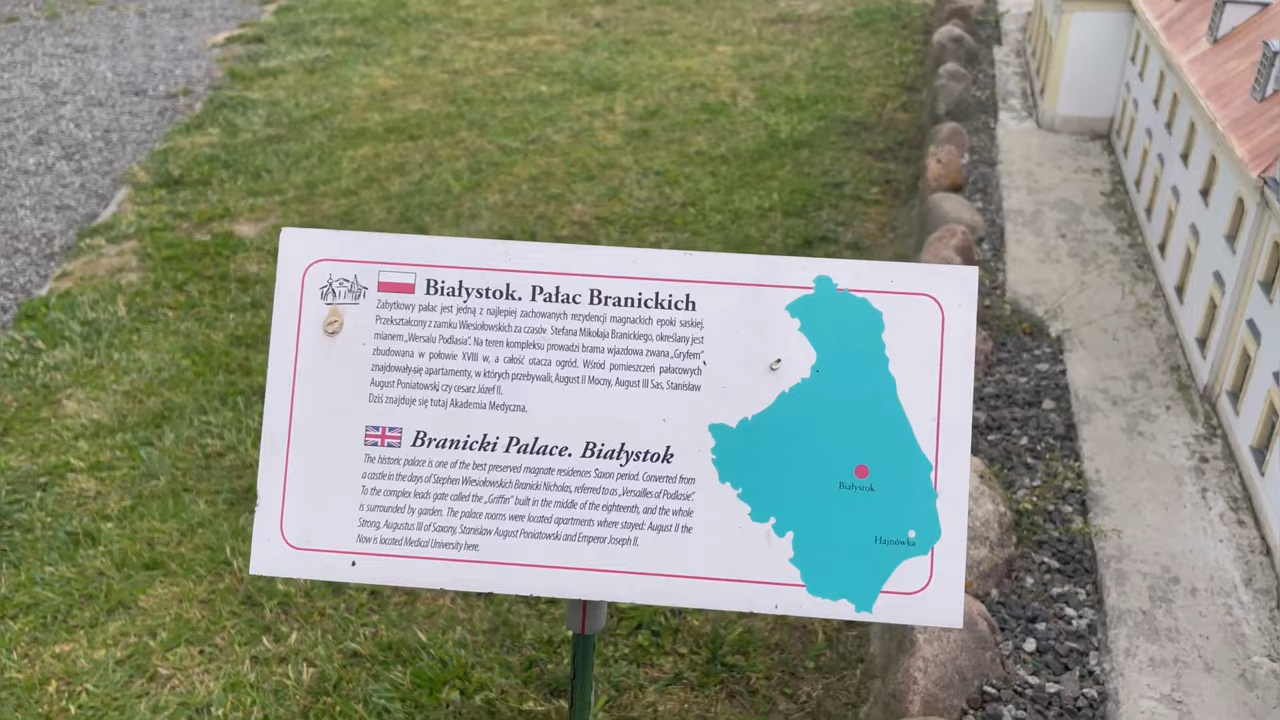 Białystok. Pałac Branickich
Zabytkowy pałac jest jedną z najlepiej zachowanych rezydencji magnackich epoki saskiej.
Przekształcony z zamku Wiesiołowskich za czasów Stefana Mikołaja Branickiego, określany jest
mianem „Wersalu Podlasia". Na teren kompleksu prowadzi brama wjazdowa zwana „Gryfem",
zbudowana w połowie XVIII w, a całość otacza ogród. Wśród pomieszczeń pałacowych
znajdowały się apartamenty, w których przebywali; August II Mocny, August III Sas, Stanisław
August Poniatowski czy cesarz Józef II.
Dziś znajduje się tutaj Akademia Medyczna.
Branicki Palace. Białystok
The historic palace is one of the best preserved magnate residences Saxon period. Converted from
a castle in the days of Stephen Wiesiołowskich Branicki Nicholas, referred to as „Versailles of Podlasie".
To the complex leads gate called the „Griffin" built in the middle of the eighteenth, and the whole
is surrounded by garden. The palace rooms were located apartments where stayed: August II the
Strong, Augustus III of Saxony, Stanislaw August Poniatowski and Emperor Joseph II.
Now is located Medical University here.
Białystok
Hajnówka